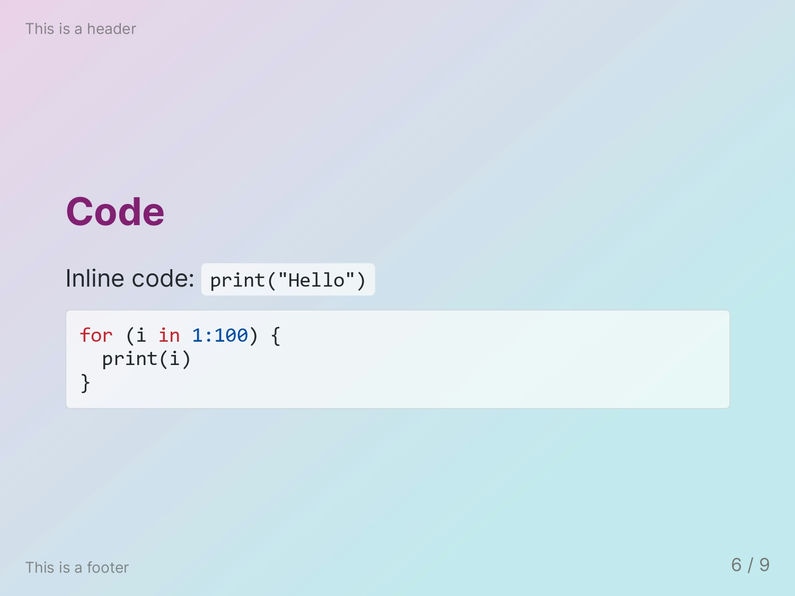 This is a header
Code
Inline code: print("Hello")
for (i in 1:100) {
  print(i)
}
This is a footer
6 / 9